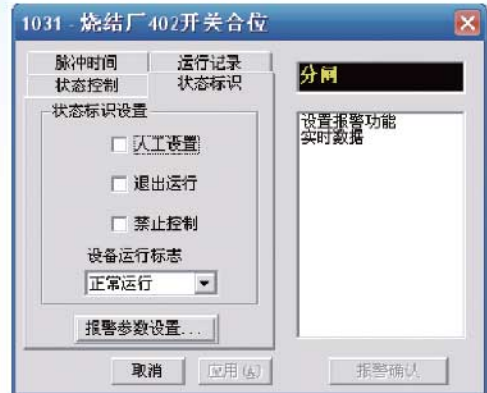 1031 - 烧结厂402开关合位
脉冲时间
运行记录
状态控制
状态标识
状态标识设置
人工设置
退出运行
禁止控制
设备运行标志
正常运行
报警参数设置...
取消
应用(A)
分闸
设置报警功能
实时数据
报警确认